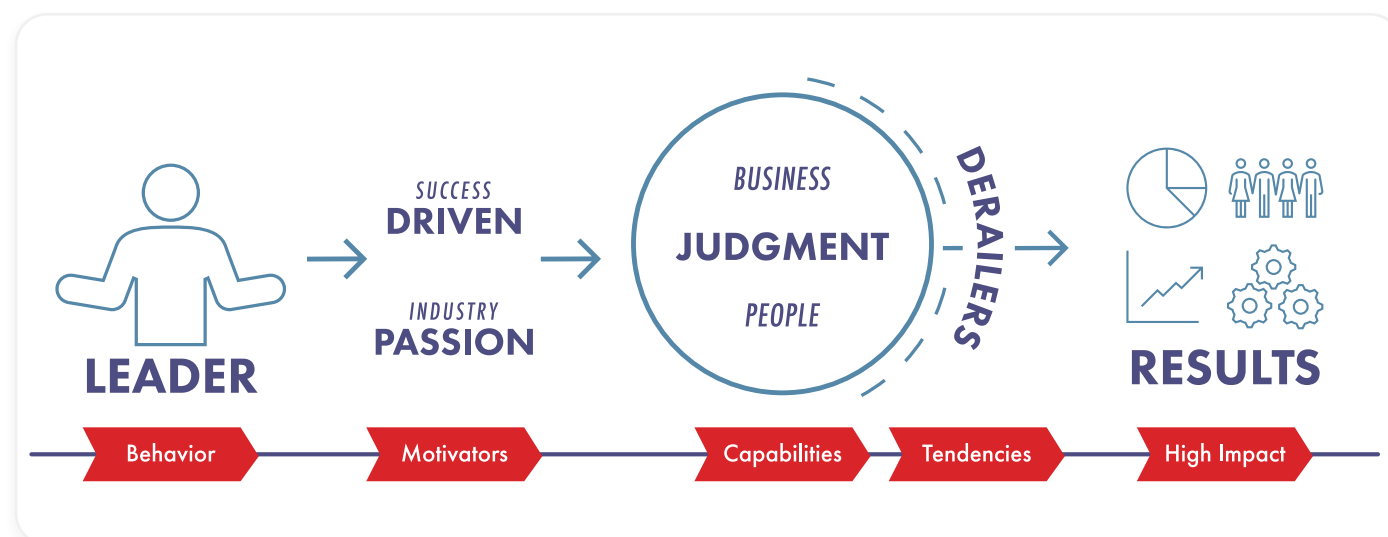 LEADER
SUCCESS
DRIVEN
INDUSTRY
PASSION
BUSINESS
JUDGMENT
PEOPLE
DERAILERS
RESULTS
Behavior
Motivators
Capabilities
Tendencies
High Impact